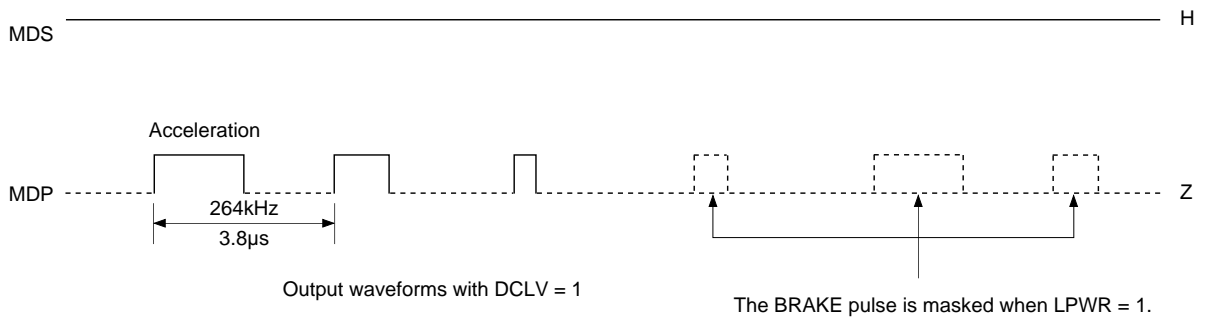 MDS
H
Acceleration
MDP
Z
264kHz
3.8µs
Output waveforms with DCLV = 1
The BRAKE pulse is masked when LPWR = 1.